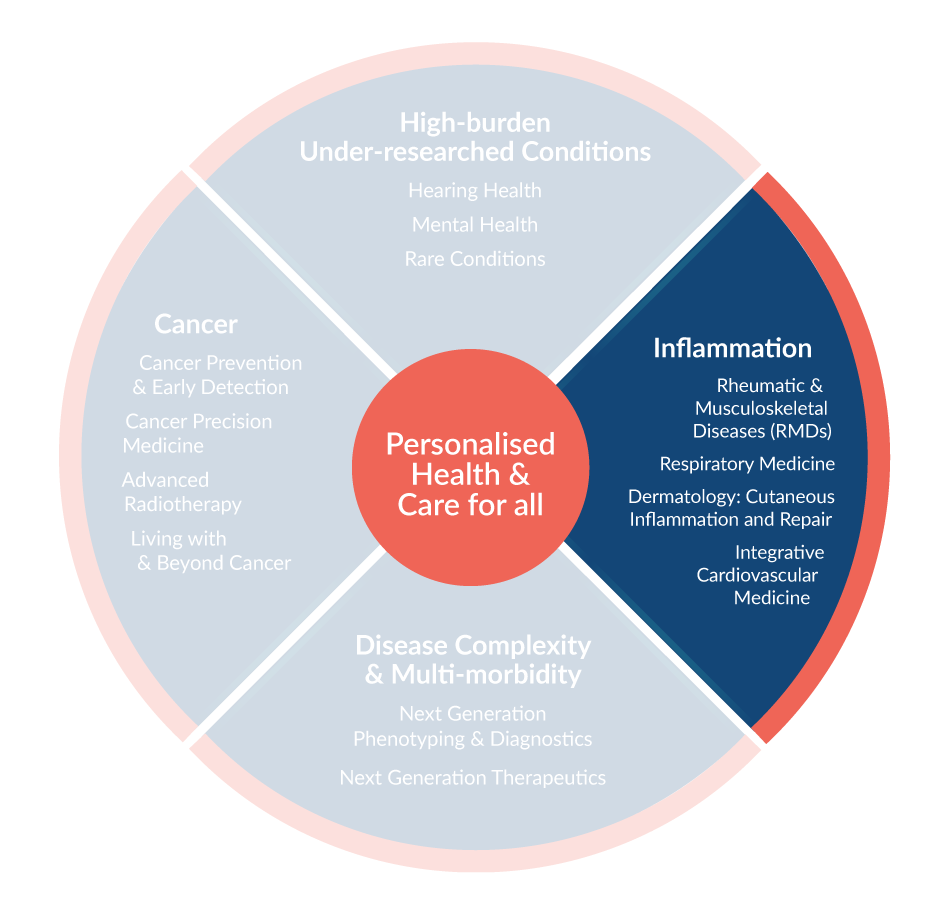 High-burden
Under-researched Conditions
Hearing Health
Mental Health
Rare Conditions
Cancer
Cancer Prevention
& Early Detection
Cancer Precision
Medicine
Advanced
Radiotherapy
Living with
& Beyond Cancer
Personalised
Health &
Care for all
Inflammation
Rheumatic &
Musculoskeletal
Diseases (RMDs)
Respiratory Medicine
Dermatology: Cutaneous
Inflammation and Repair
Integrative
Cardiovascular
Medicine
Disease Complexity
& Multi-morbidity
Next Generation
Phenotyping & Diagnostics
Next Generation Therapeutics